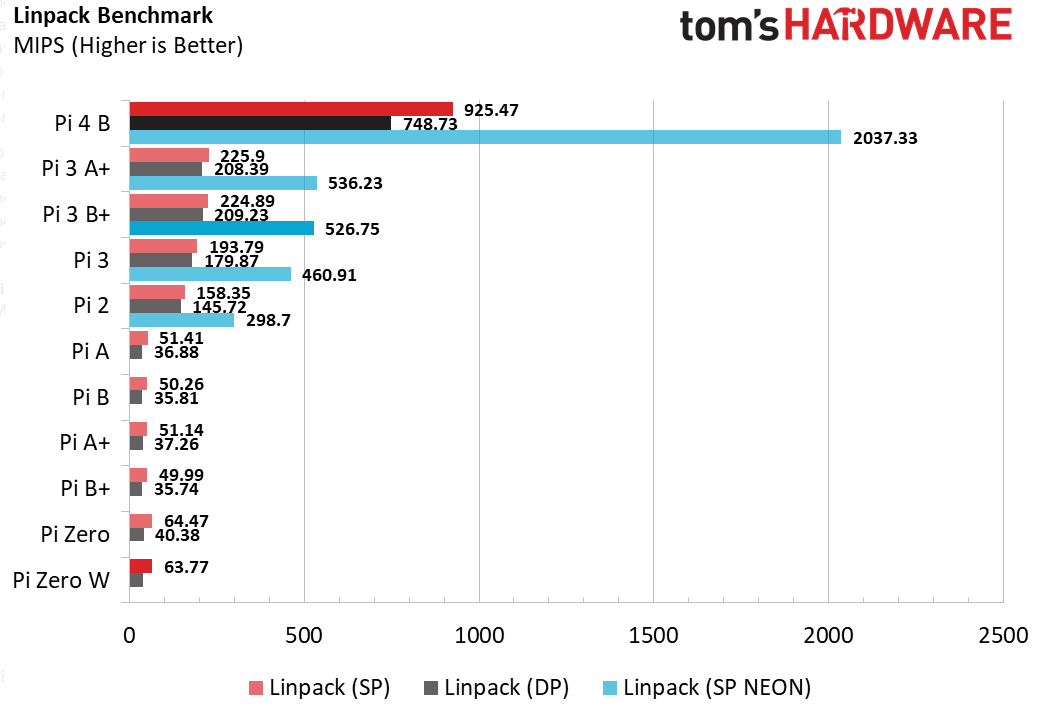 Linpack Benchmark
MIPS (Higher is Better)
tom's HARDWARE
Pi 4 B
925.47
748.73
2037.33
Pi 3 A+
225.9
208.39
536.23
Pi 3 B+
224.89
209.23
526.75
Pi 3
193.79
179.87
460.91
Pi 2
158.35
145.72
298.7
Pi A
51.41
36.88
Pi B
50.26
35.81
Pi A+
51.14
37.26
Pi B+
49.99
35.74
Pi Zero
64.47
40.38
Pi Zero W
63.77
0 500 1000 1500 2000 2500
Linpack (SP) Linpack (DP) Linpack (SP NEON)